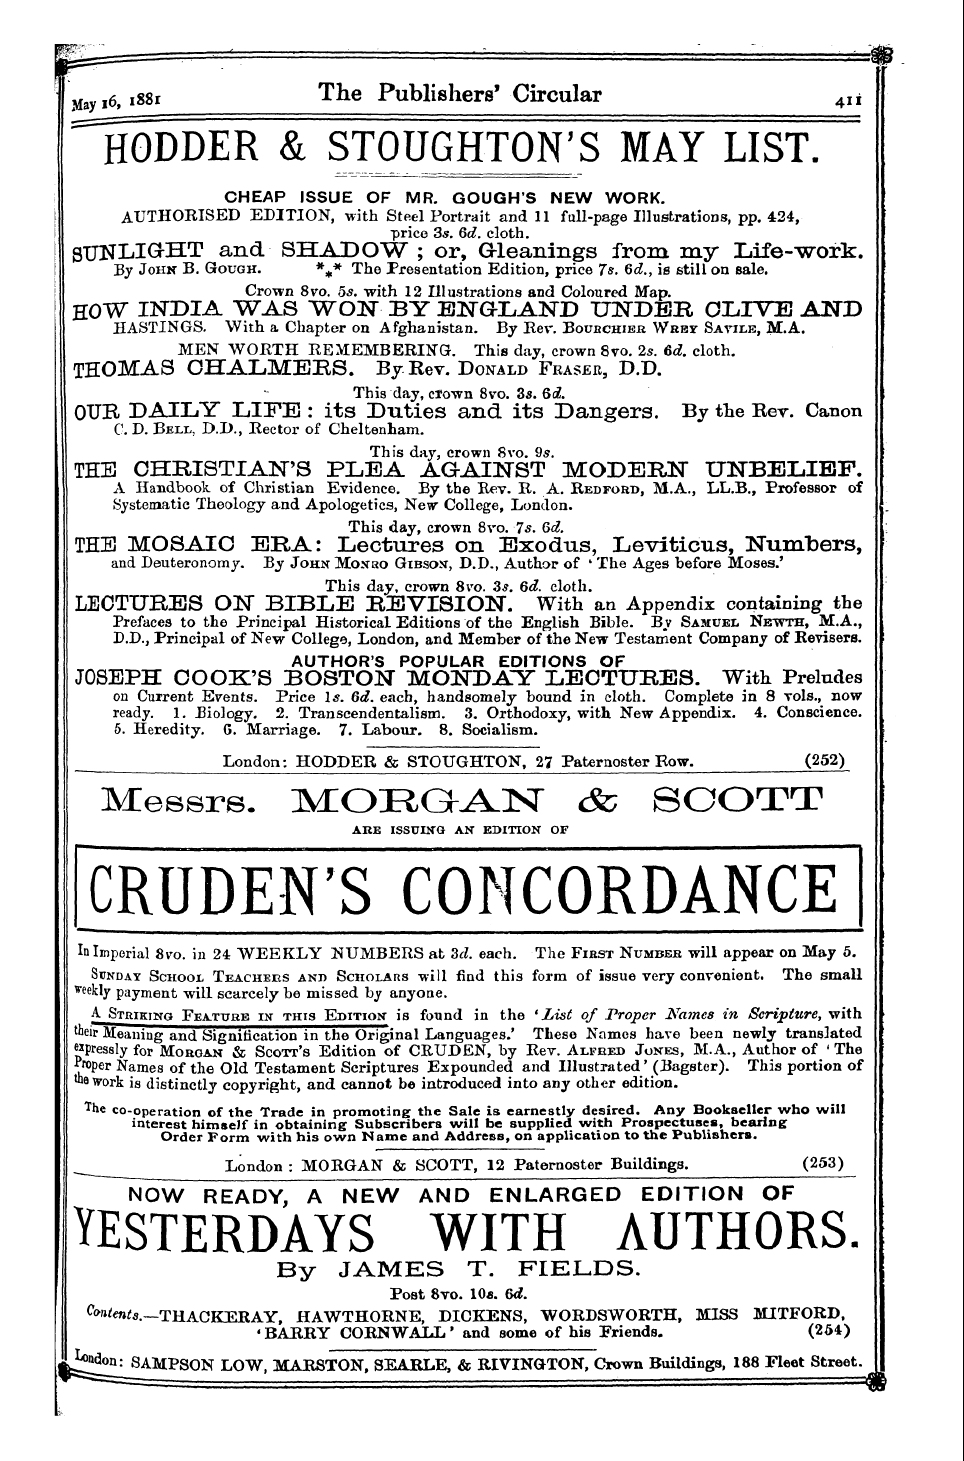 May 16, 1881 The Publishers' Circular 411
HODDER & STOUGHTON'S MAY LIST.
CHEAP ISSUE OF MR. GOUGH'S NEW WORK.
AUTHORISED EDITION, with Steel Portrait and 11 full-page Illustrations, pp. 424,
price 3s. 6d. cloth.
SUNLIGHT and SHADOW; or, Gleanings from my Life-work.
By JOHN B. GOUGH. *** The Presentation Edition, price 7s. 6d., is still on sale.
Crown 8vo. 5s. with 12 Illustrations and Coloured Map.
HOW INDIA WAS WON BY ENGLAND UNDER CLIVE AND
HASTINGS. With a Chapter on Afghanistan. By Rev. BOURCHIER WREY SAVILE, M.A.
MEN WORTH REMEMBERING. This day, crown 8vo. 2s. 6d. cloth.
THOMAS CHALMERS. By Rev. DONALD FRASER, D.D.
This day, crown 8vo. 3s. 6d.
OUR DAILY LIFE: its Duties and its Dangers. By the Rev. Canon
C. D. BELL, D.D., Rector of Cheltenham.
This day, crown 8vo. 9s.
THE CHRISTIAN'S PLEA AGAINST MODERN UNBELIEF.
A Handbook of Christian Evidence. By the Rev. R. A. REDFORD, M.A., LL.B., Professor of
Systematic Theology and Apologetics, New College, London.
This day, crown 8vo. 7s. 6d.
THE MOSAIC ERA: Lectures on Exodus, Leviticus, Numbers,
and Deuteronomy. By JOHN MONRO GIBSON, D.D., Author of 'The Ages before Moses.'
This day, crown 8vo. 3s. 6d. cloth.
LECTURES ON BIBLE REVISION. With an Appendix containing the
Prefaces to the Principal Historical Editions of the English Bible. By SAMUEL NEWTH, M.A.,
D.D., Principal of New College, London, and Member of the New Testament Company of Revisers.
AUTHOR'S POPULAR EDITIONS OF
JOSEPH COOK'S BOSTON MONDAY LECTURES. With Preludes
on Current Events. Price 1s. 6d. each, handsomely bound in cloth. Complete in 8 vols., now
ready. 1. Biology. 2. Transcendentalism. 3. Orthodoxy, with New Appendix. 4. Conscience.
5. Heredity. 6. Marriage. 7. Labour. 8. Socialism.
London: HODDER & STOUGHTON, 27 Paternoster Row. (252)
Messrs. MORGAN & SCOTT
ARE ISSUING AN EDITION OF
CRUDEN'S CONCORDANCE
In Imperial 8vo. in 24 WEEKLY NUMBERS at 3d. each. The FIRST NUMBER will appear on May 5.
SUNDAY SCHOOL TEACHERS AND SCHOLARS will find this form of issue very convenient. The small
weekly payment will scarcely be missed by anyone.
A STRIKING FEATURE IN THIS EDITION is found in the 'List of Proper Names in Scripture, with
their Meaning and Signification in the Original Languages.' These Names have been newly translated
expressly for MORGAN & SCOTT'S Edition of CRUDEN, by Rev. ALFRED JONES, M.A., Author of 'The
Proper Names of the Old Testament Scriptures Expounded and Illustrated' (Bagster). This portion of
the work is distinctly copyright, and cannot be introduced into any other edition.
The co-operation of the Trade in promoting the Sale is earnestly desired. Any Bookseller who will
interest himself in obtaining Subscribers will be supplied with Prospectuses, bearing
Order Form with his own Name and Address, on application to the Publishers.
London: MORGAN & SCOTT, 12 Paternoster Buildings. (253)
NOW READY, A NEW AND ENLARGED EDITION OF
YESTERDAYS WITH AUTHORS.
By JAMES T. FIELDS.
Post 8vo. 10s. 6d.
Contents.—THACKERAY, HAWTHORNE, DICKENS, WORDSWORTH, MISS MITFORD,
'BARRY CORNWALL' and some of his Friends. (254)
London: SAMPSON LOW, MARSTON, SEARLE, & RIVINGTON, Crown Buildings, 188 Fleet Street.